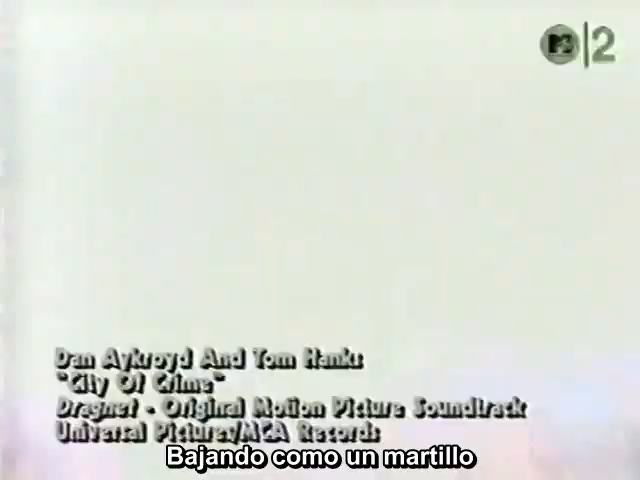 MTV 2
Dan Aykroyd And Tom Hanks
"City Of Crime"
Dragnet - Original Motion Picture Soundtrack
Universal Pictures/MCA Records
Bajando como un martillo